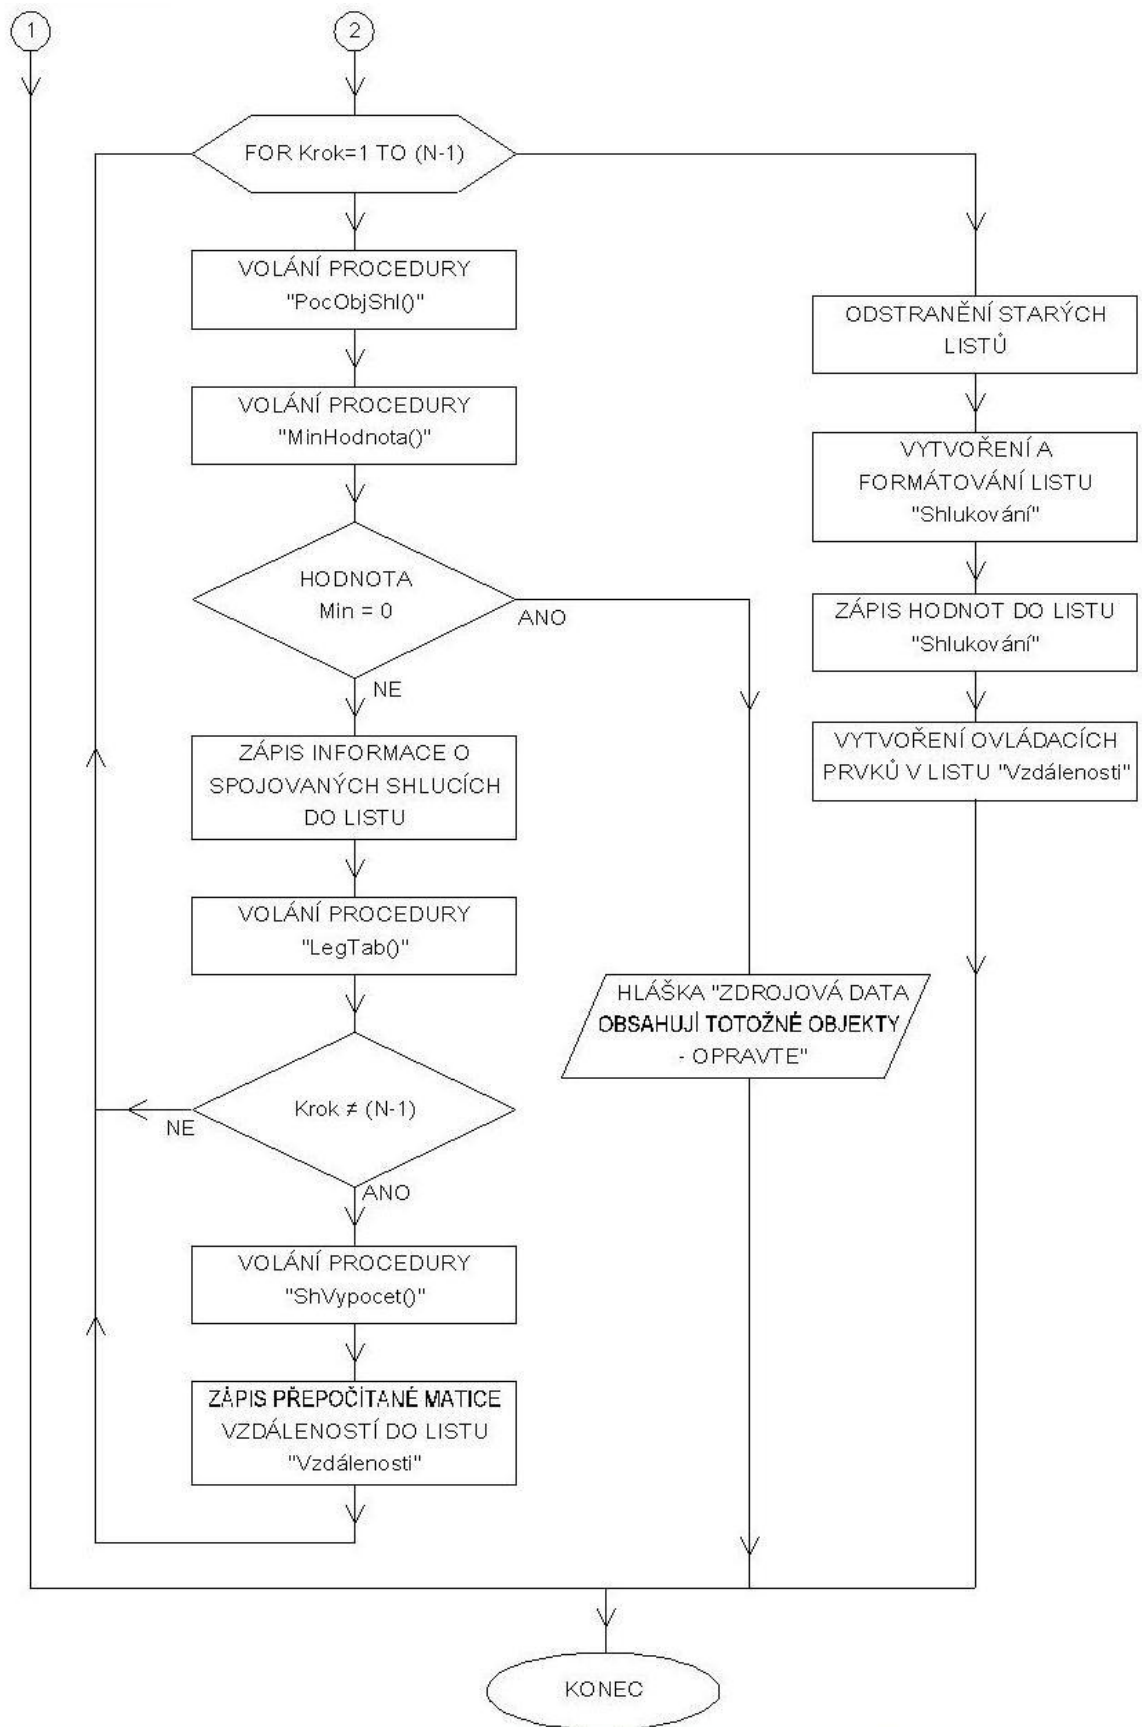 1
2
FOR Krok=1 TO (N-1)
VOLÁNÍ PROCEDURY
"PocObjShl()"
VOLÁNÍ PROCEDURY
"MinHodnota()"
HODNOTA
Min = 0
ANO
NE
ZÁPIS INFORMACE O
SPOJOVANÝCH SHLUCÍCH
DO LISTU
VOLÁNÍ PROCEDURY
"LegTab()"
Krok ≠ (N-1)
NE
ANO
VOLÁNÍ PROCEDURY
"ShVypocet()"
ZÁPIS PŘEPOČÍTANÉ MATICE
VZDÁLENOSTÍ DO LISTU
"Vzdálenosti"
HLÁŠKA "ZDROJOVÁ DATA
OBSAHUJÍ TOTOŽNÉ OBJEKTY
- OPRAVTE"
ODSTRANĚNÍ STARÝCH
LISTŮ
VYTVOŘENÍ A
FORMÁTOVÁNÍ LISTU
"Shlukování"
ZÁPIS HODNOT DO LISTU
"Shlukování"
VYTVOŘENÍ OVLÁDACÍCH
PRVKŮ V LISTU "Vzdálenosti"
KONEC